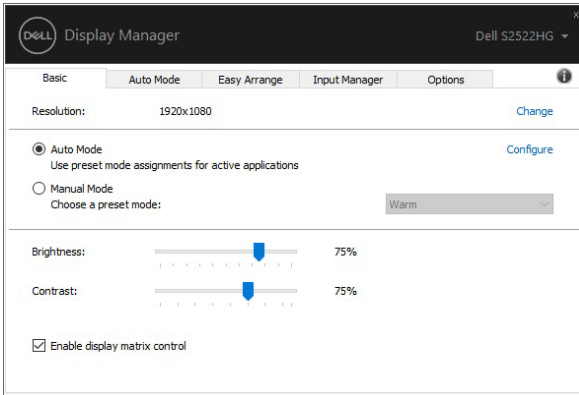 DELL Display Manager Dell S2522HG
Basic Auto Mode Easy Arrange Input Manager Options
Resolution: 1920x1080 Change
Auto Mode Configure
Use preset mode assignments for active applications
Manual Mode
Choose a preset mode: Warm
Brightness: 75%
Contrast: 75%
Enable display matrix control